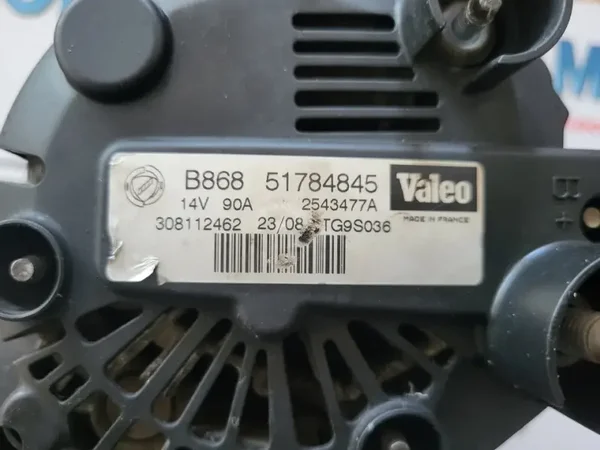 B868 51784845 Valeo
14V 90A 2543477A MADE IN FRANCE
308112462 23/08 TG9S036
B+